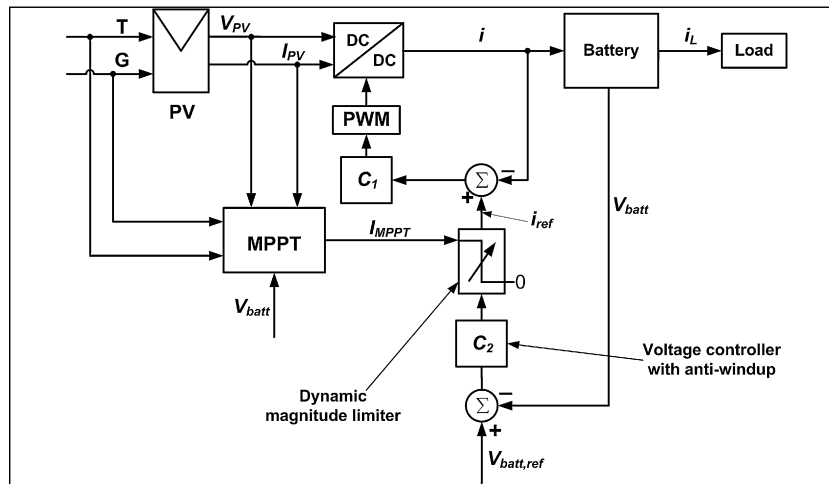 T
V_PV
G
I_PV
PV
DC
DC
i
Battery
i_L
Load
PWM
C_1
Σ
−
+
i_ref
V_batt
MPPT
I_MPPT
0
V_batt
C_2
Voltage controller
with anti-windup
Dynamic
magnitude limiter
Σ
−
+
V_batt,ref